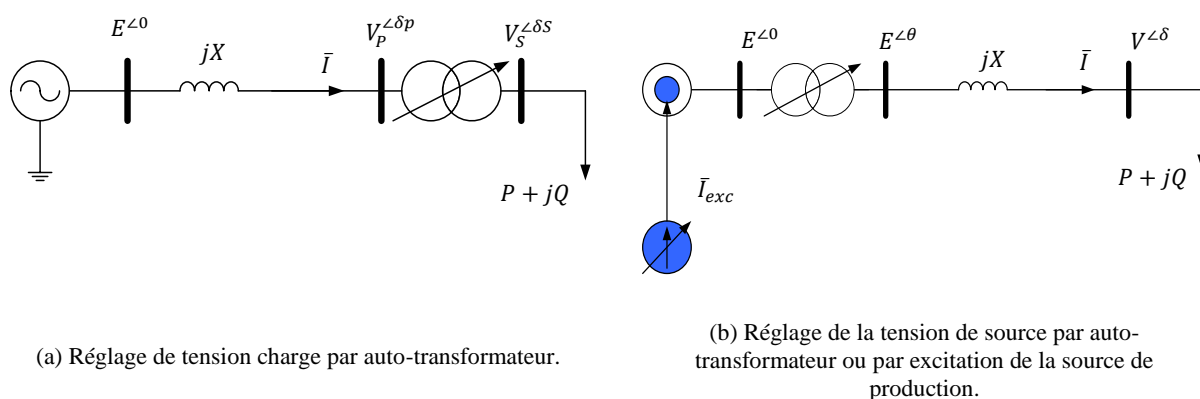 E∠0
jX
Ī
V_P∠δp
V_S∠δS
P + jQ
E∠0
E∠θ
jX
Ī
V∠δ
P + jQ
Ī_exc
(a) Réglage de tension charge par auto-transformateur.
(b) Réglage de la tension de source par auto-
transformateur ou par excitation de la source de
production.